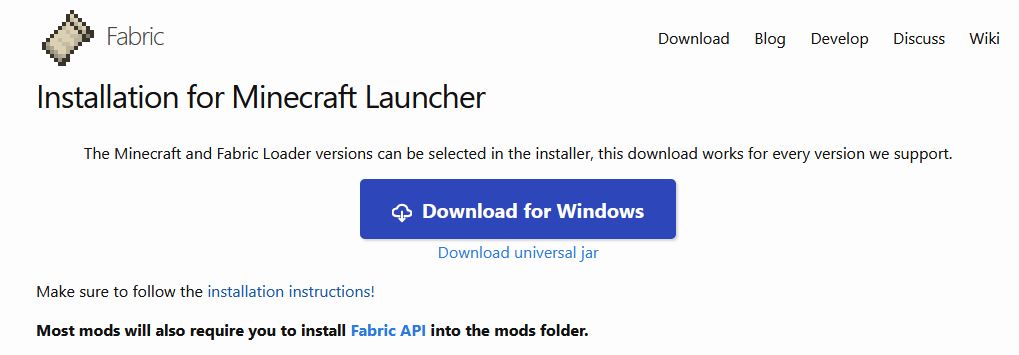 Fabric
Download Blog Develop Discuss Wiki
Installation for Minecraft Launcher
The Minecraft and Fabric Loader versions can be selected in the installer, this download works for every version we support.
Download for Windows
Download universal jar
Make sure to follow the installation instructions!
Most mods will also require you to install Fabric API into the mods folder.